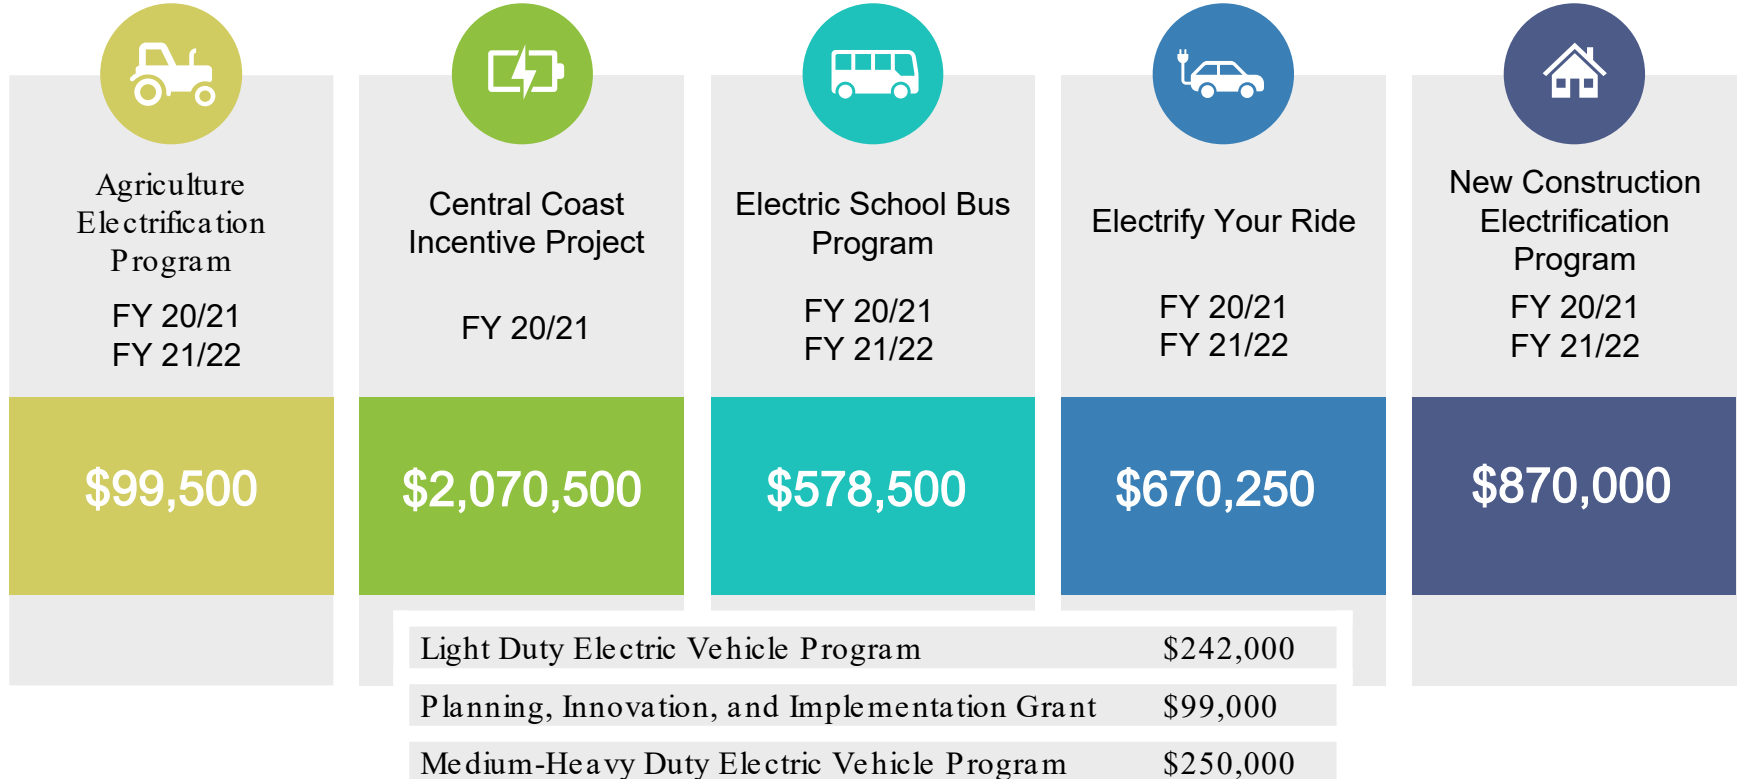 Agriculture
Electrification
Program
FY 20/21
FY 21/22
$99,500
Central Coast
Incentive Project
FY 20/21
$2,070,500
Electric School Bus
Program
FY 20/21
FY 21/22
$578,500
Electrify Your Ride
FY 20/21
FY 21/22
$670,250
New Construction
Electrification
Program
FY 20/21
FY 21/22
$870,000
Light Duty Electric Vehicle Program $242,000
Planning, Innovation, and Implementation Grant $99,000
Medium-Heavy Duty Electric Vehicle Program $250,000